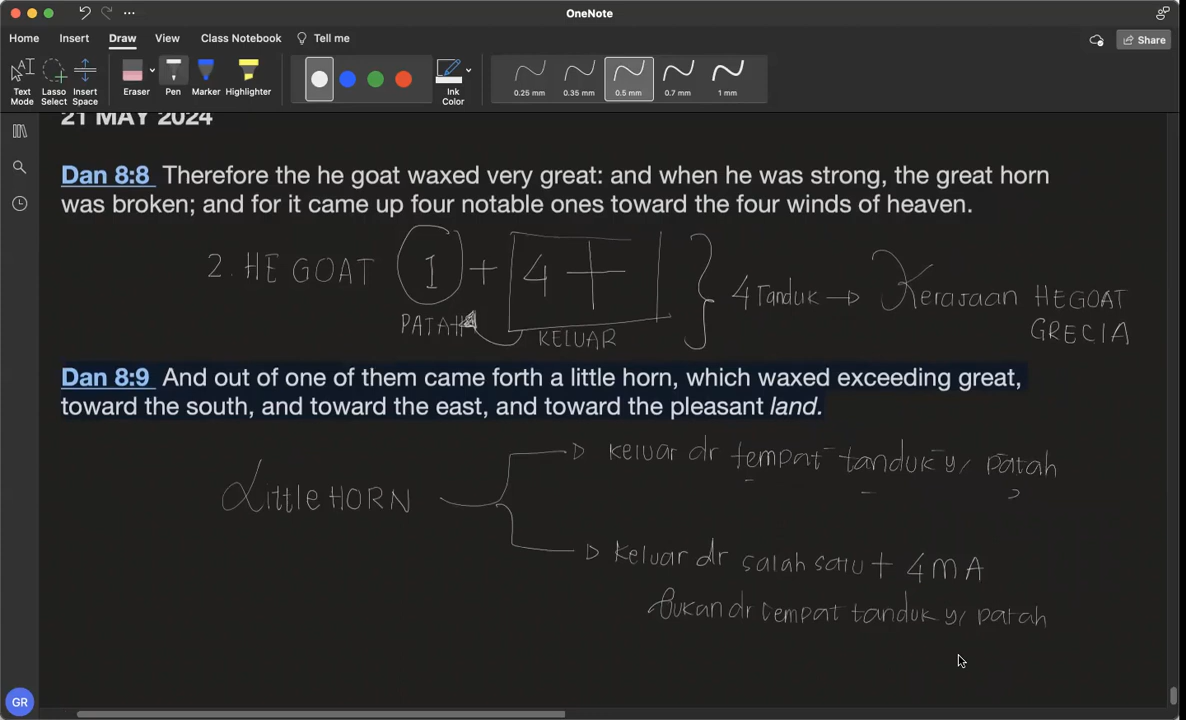 OneNote
Home Insert Draw View Class Notebook Tell me
Share
Text Mode
Lasso Select
Insert Space
Eraser
Pen
Marker
Highlighter
Ink Color
0.25 mm 0.35 mm 0.5 mm 0.7 mm 1 mm
21 MAY 2024
Dan 8:8 Therefore the he goat waxed very great: and when he was strong, the great horn
was broken; and for it came up four notable ones toward the four winds of heaven.
2. HE GOAT 1 + 4 + } 4 Tanduk → Kerajaan HEGOAT
GRECIA
PATAH KELUAR
Dan 8:9 And out of one of them came forth a little horn, which waxed exceeding great,
toward the south, and toward the east, and toward the pleasant land.
keluar dr tempat tanduk y/ patah
?
Little HORN
keluar dr salah satu + 4 mA
bukan dr tempat tanduk y/ patah
GR